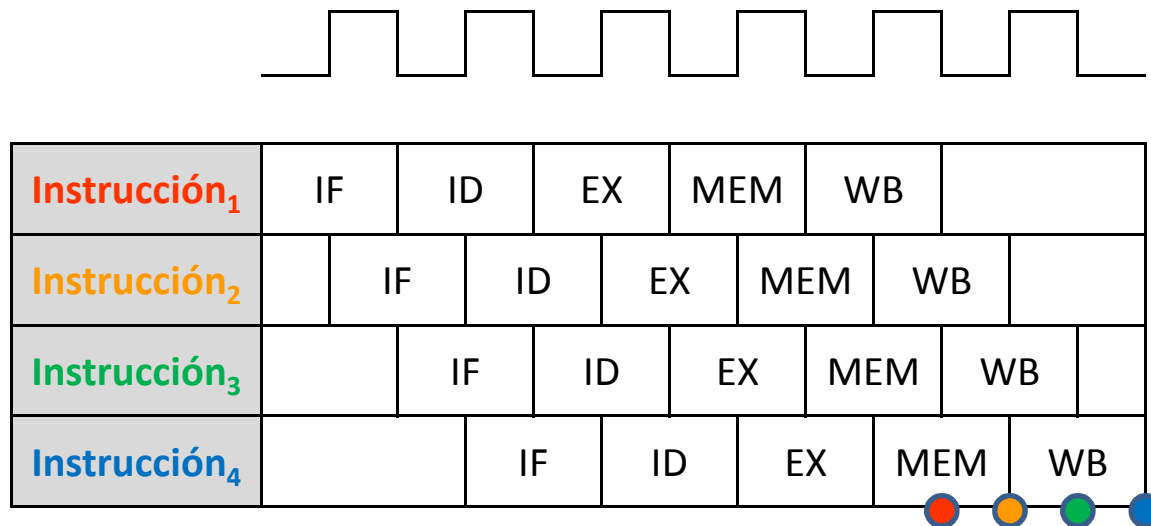 Instrucción₁ IF ID EX MEM WB
Instrucción₂ IF ID EX MEM WB
Instrucción₃ IF ID EX MEM WB
Instrucción₄ IF ID EX MEM WB